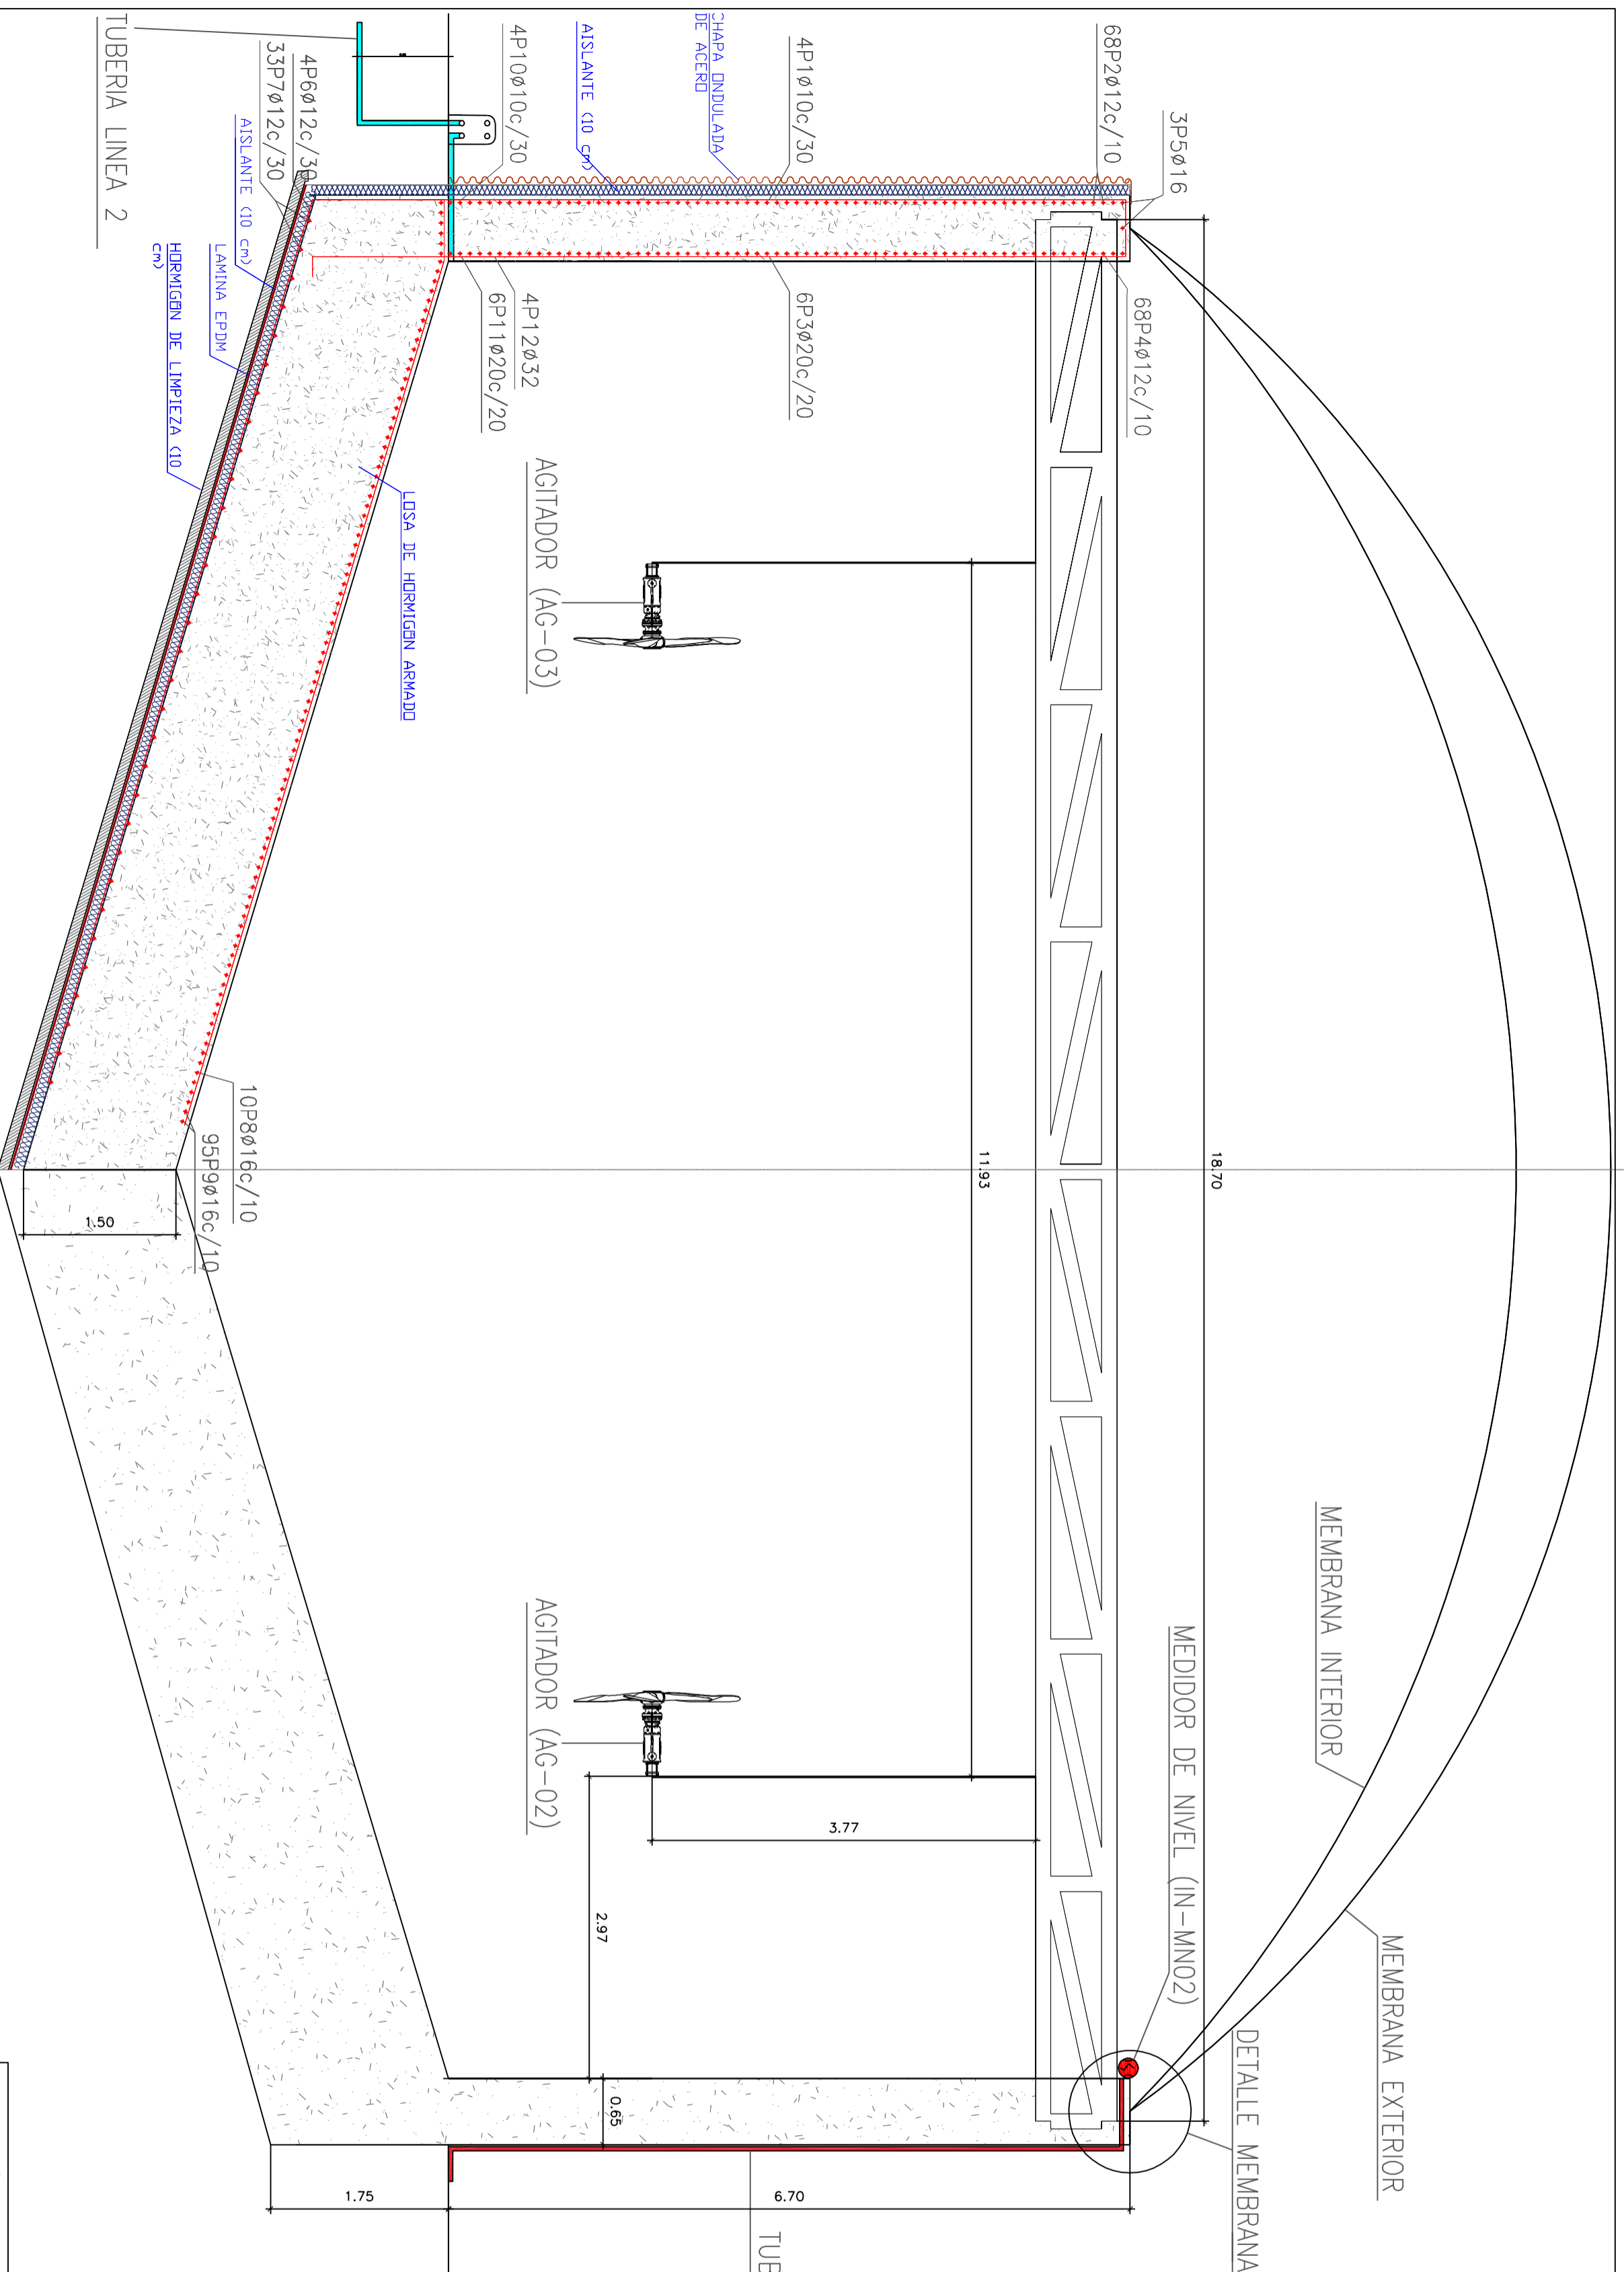 MEMBRANA EXTERIOR
MEMBRANA INTERIOR
DETALLE MEMBRANA
18.70
MEDIDOR DE NIVEL (IN-MN02)
3P5ø16
68P2ø12c/10
68P4ø12c/10
11.93
3.77
4P1ø10c/30
6P3ø20c/20
6.70
TUB
CHAPA ONDULADA
DE ACERO
AISLANTE (10 cm)
2.97
0.65
AGITADOR (AG-03)
AGITADOR (AG-02)
4P10ø10c/30
4P12ø32
6P11ø20c/20
LOSA DE HORMIGÓN ARMADO
1.75
4P6ø12c/30
33P7ø12c/30
AISLANTE (10 cm)
LAMINA EPDM
HORMIGÓN DE LIMPIEZA (10
cm)
10P8ø16c/10
95P9ø16c/10
1.50
TUBERIA LINEA 2